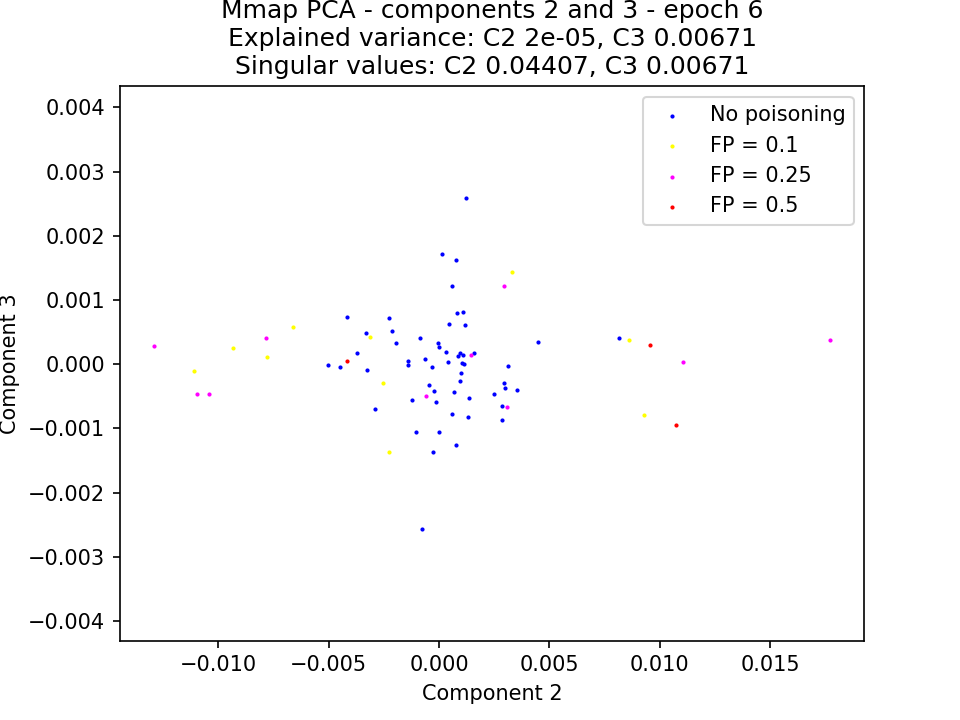 Mmap PCA - components 2 and 3 - epoch 6
Explained variance: C2 2e-05, C3 0.00671
Singular values: C2 0.04407, C3 0.00671
No poisoning
FP = 0.1
FP = 0.25
FP = 0.5
0.004
0.003
0.002
0.001
0.000
−0.001
−0.002
−0.003
−0.004
Component 3
−0.010
−0.005
0.000
0.005
0.010
0.015
Component 2